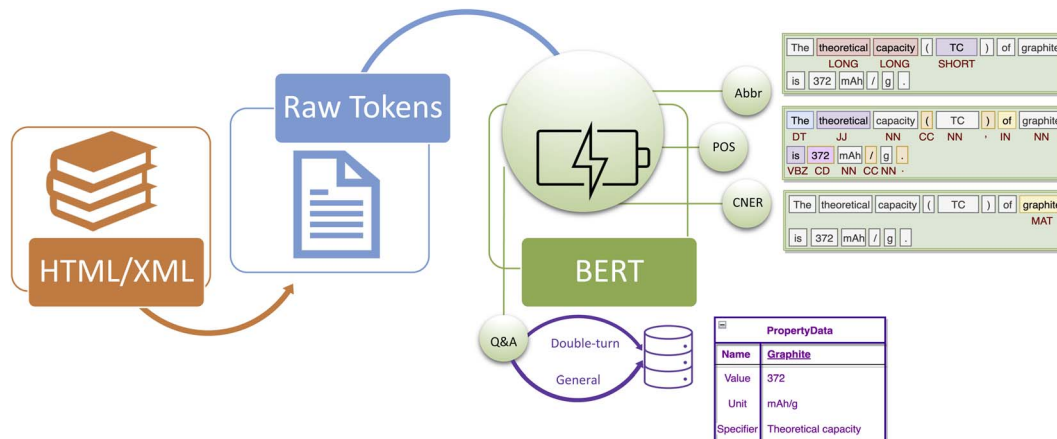 HTML/XML
Raw Tokens
BERT
Abbr
POS
CNER
Q&A
Double-turn
General
The theoretical capacity ( TC ) of graphite
LONG LONG SHORT
is 372 mAh / g .
The theoretical capacity ( TC ) of graphite
DT JJ NN CC NN , IN NN
is 372 mAh / g .
VBZ CD NN CC NN .
The theoretical capacity ( TC ) of graphite
MAT
is 372 mAh / g .
PropertyData
Name Graphite
Value 372
Unit mAh/g
Specifier Theoretical capacity